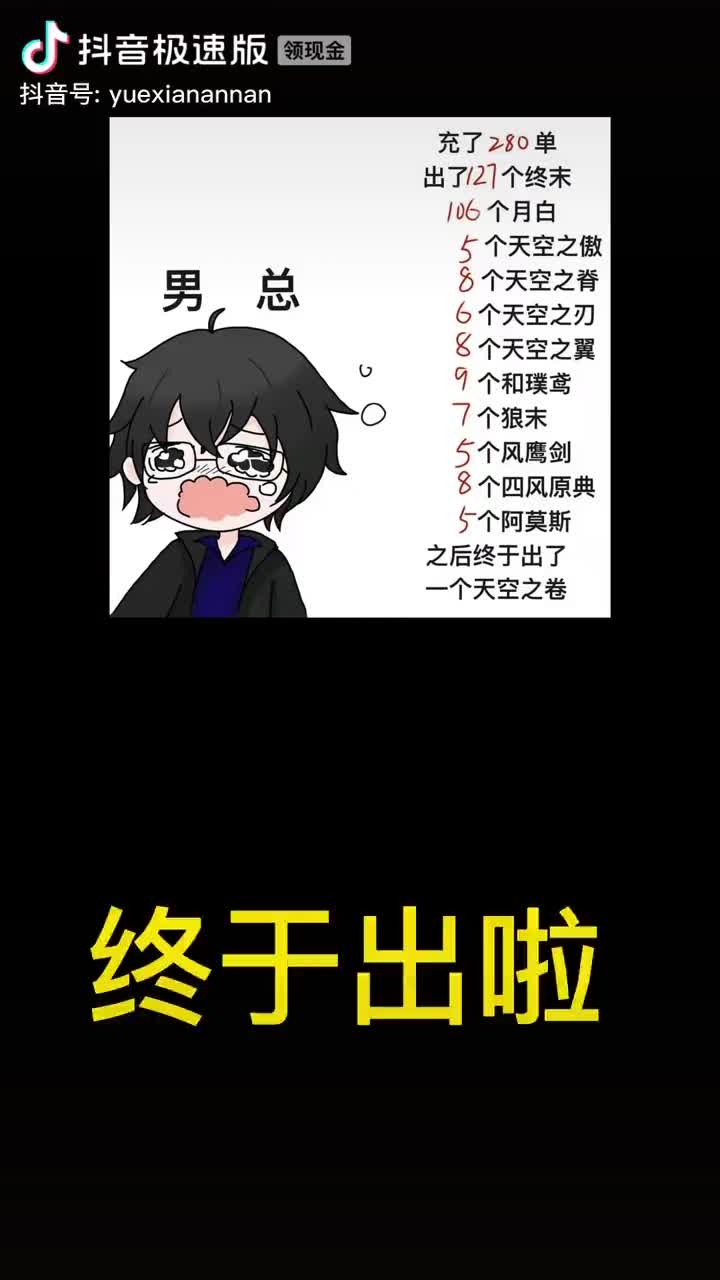 抖音极速版 领现金
抖音号: yuexianannan
充了280单
出了127个终末
106个月白
5个天空之傲
8个天空之脊
6个天空之刃
8个天空之翼
9个和璞鸢
7个狼末
5个风鹰剑
8个四风原典
5个阿莫斯
之后终于出了
一个天空之卷
男 总
终于出啦